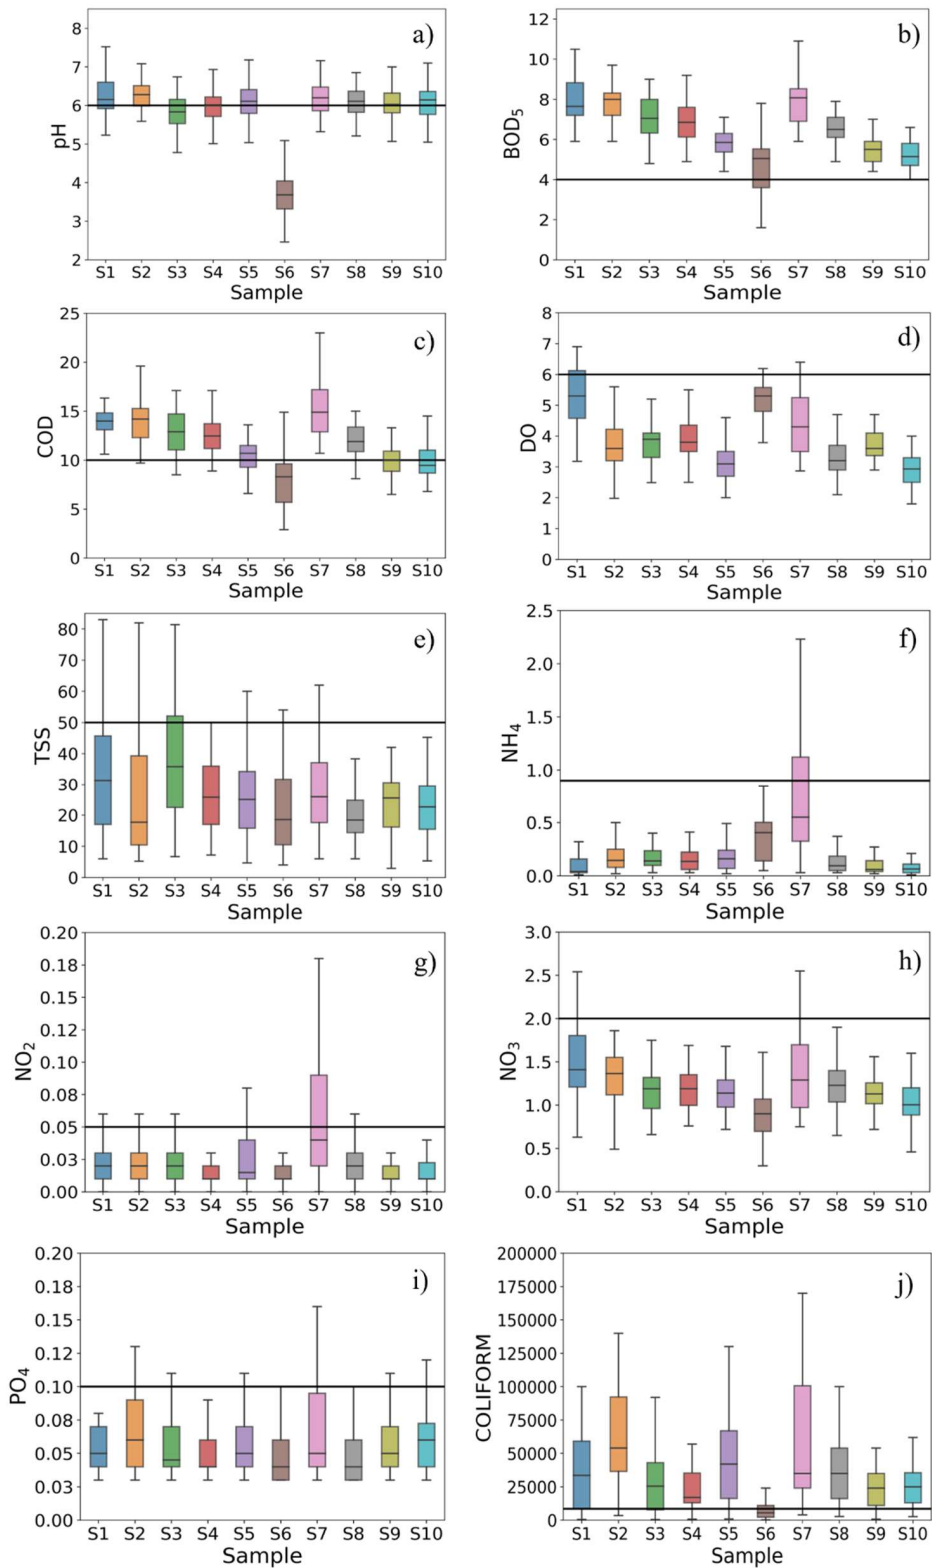 a)
8
7
6
5
4
3
2
pH
S1 S2 S3 S4 S5 S6 S7 S8 S9 S10
Sample
b)
12
10
8
6
4
2
0
BOD₅
S1 S2 S3 S4 S5 S6 S7 S8 S9 S10
Sample
c)
25
20
15
10
5
0
COD
S1 S2 S3 S4 S5 S6 S7 S8 S9 S10
Sample
d)
8
7
6
5
4
3
2
1
0
DO
S1 S2 S3 S4 S5 S6 S7 S8 S9 S10
Sample
e)
80
70
60
50
40
30
20
10
0
TSS
S1 S2 S3 S4 S5 S6 S7 S8 S9 S10
Sample
f)
2.5
2.0
1.5
1.0
0.5
0.0
NH₄
S1 S2 S3 S4 S5 S6 S7 S8 S9 S10
Sample
g)
0.20
0.18
0.15
0.12
0.10
0.08
0.05
0.03
0.00
NO₂
S1 S2 S3 S4 S5 S6 S7 S8 S9 S10
Sample
h)
3.0
2.5
2.0
1.5
1.0
0.5
0.0
NO₃
S1 S2 S3 S4 S5 S6 S7 S8 S9 S10
Sample
i)
0.20
0.18
0.15
0.12
0.10
0.08
0.05
0.03
0.00
PO₄
S1 S2 S3 S4 S5 S6 S7 S8 S9 S10
Sample
j)
200000
175000
150000
125000
100000
75000
50000
25000
0
COLIFORM
S1 S2 S3 S4 S5 S6 S7 S8 S9 S10
Sample